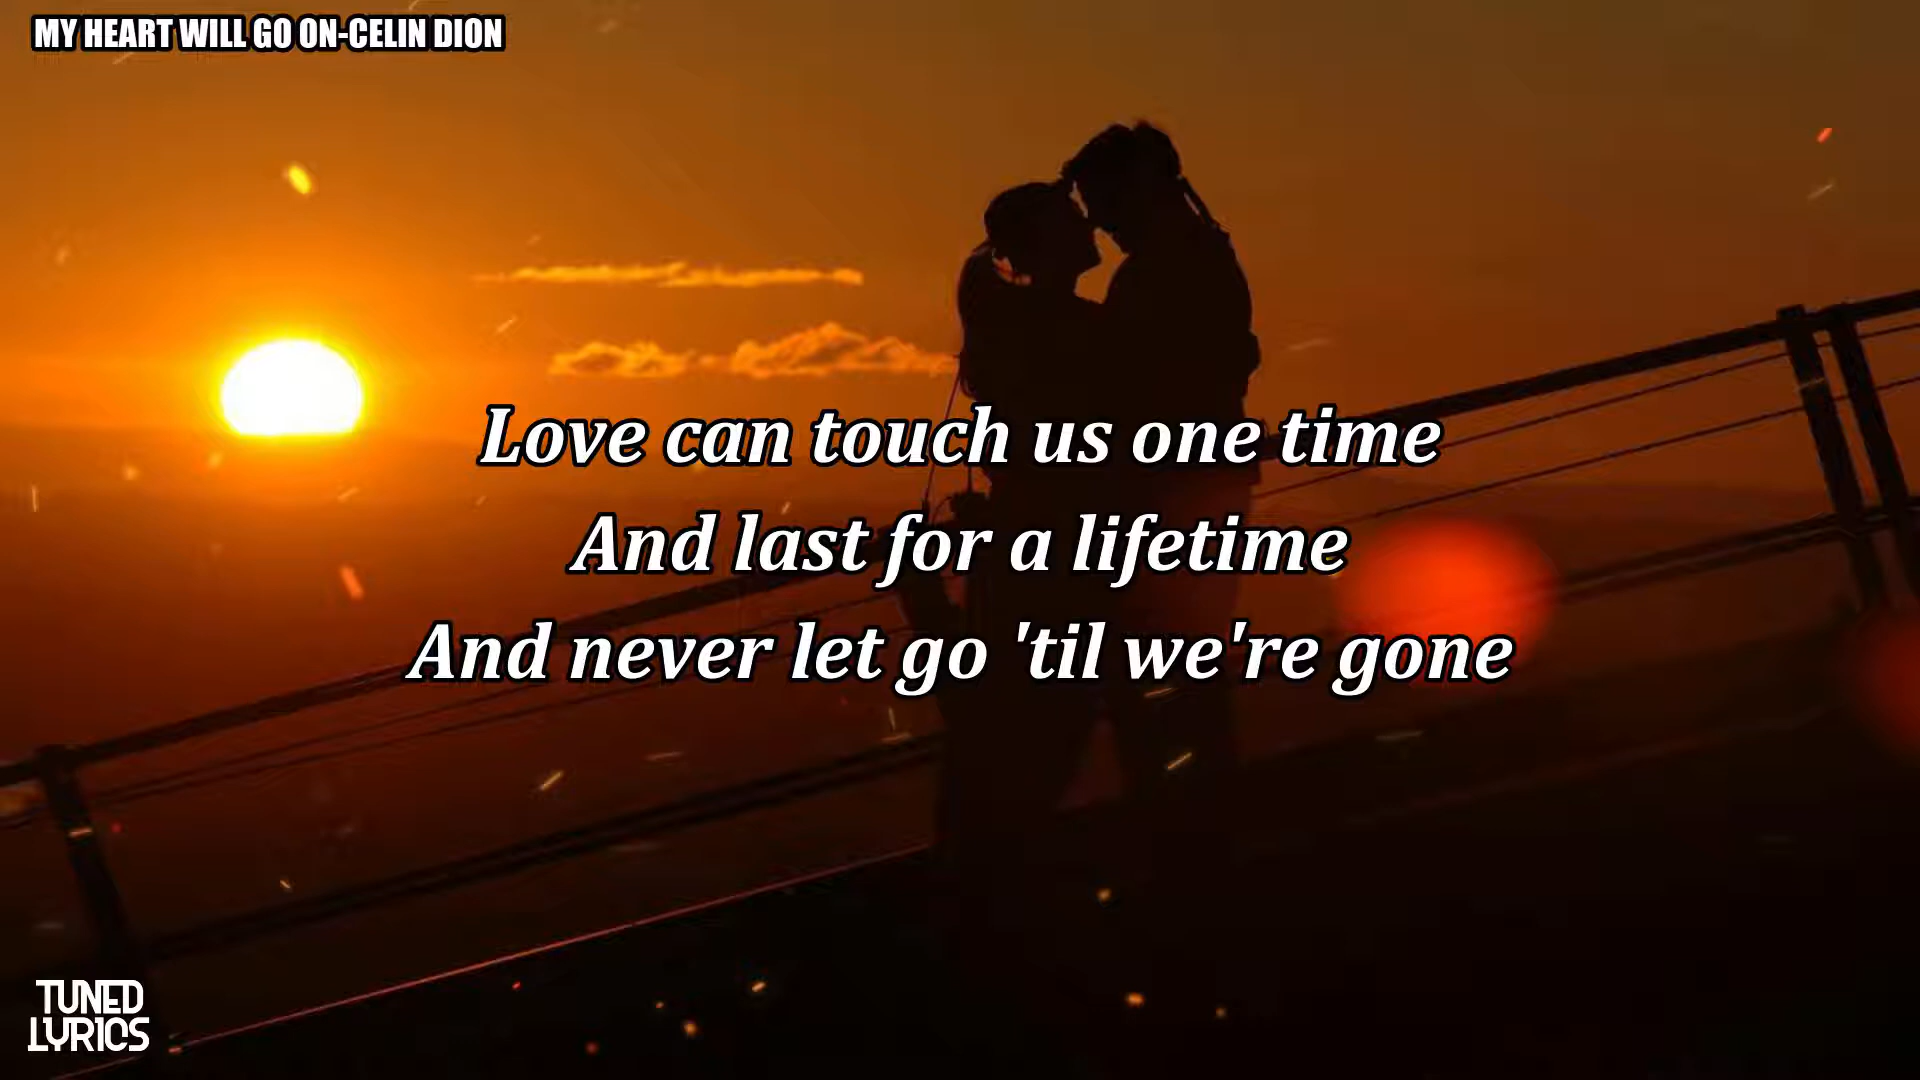 MY HEART WILL GO ON-CELIN DION
Love can touch us one time
And last for a lifetime
And never let go 'til we're gone
TUNED
LYRICS